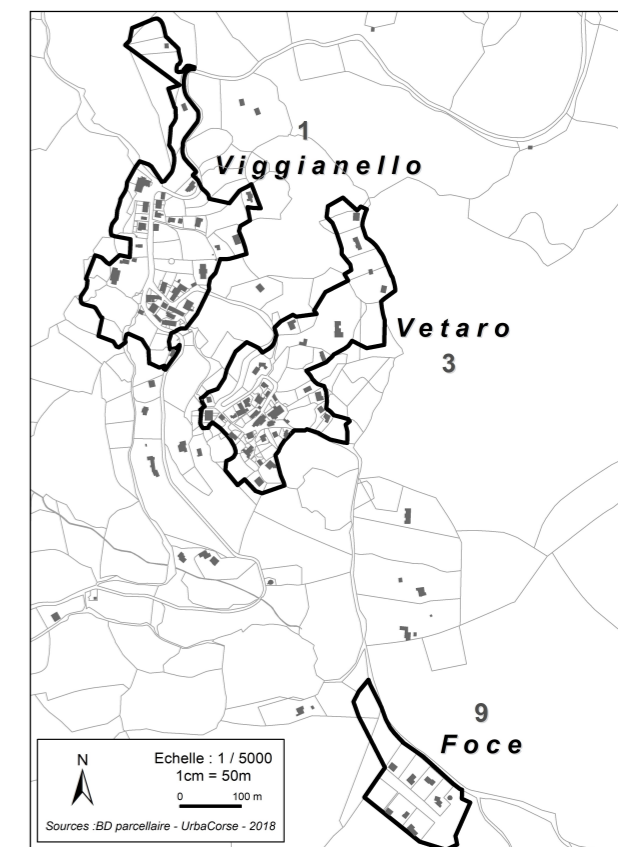 1
Viggianello
Vetaro
3
9
Foce
N
Echelle : 1 / 5000
1cm = 50m
0 100 m
Sources :BD parcellaire - UrbaCorse - 2018